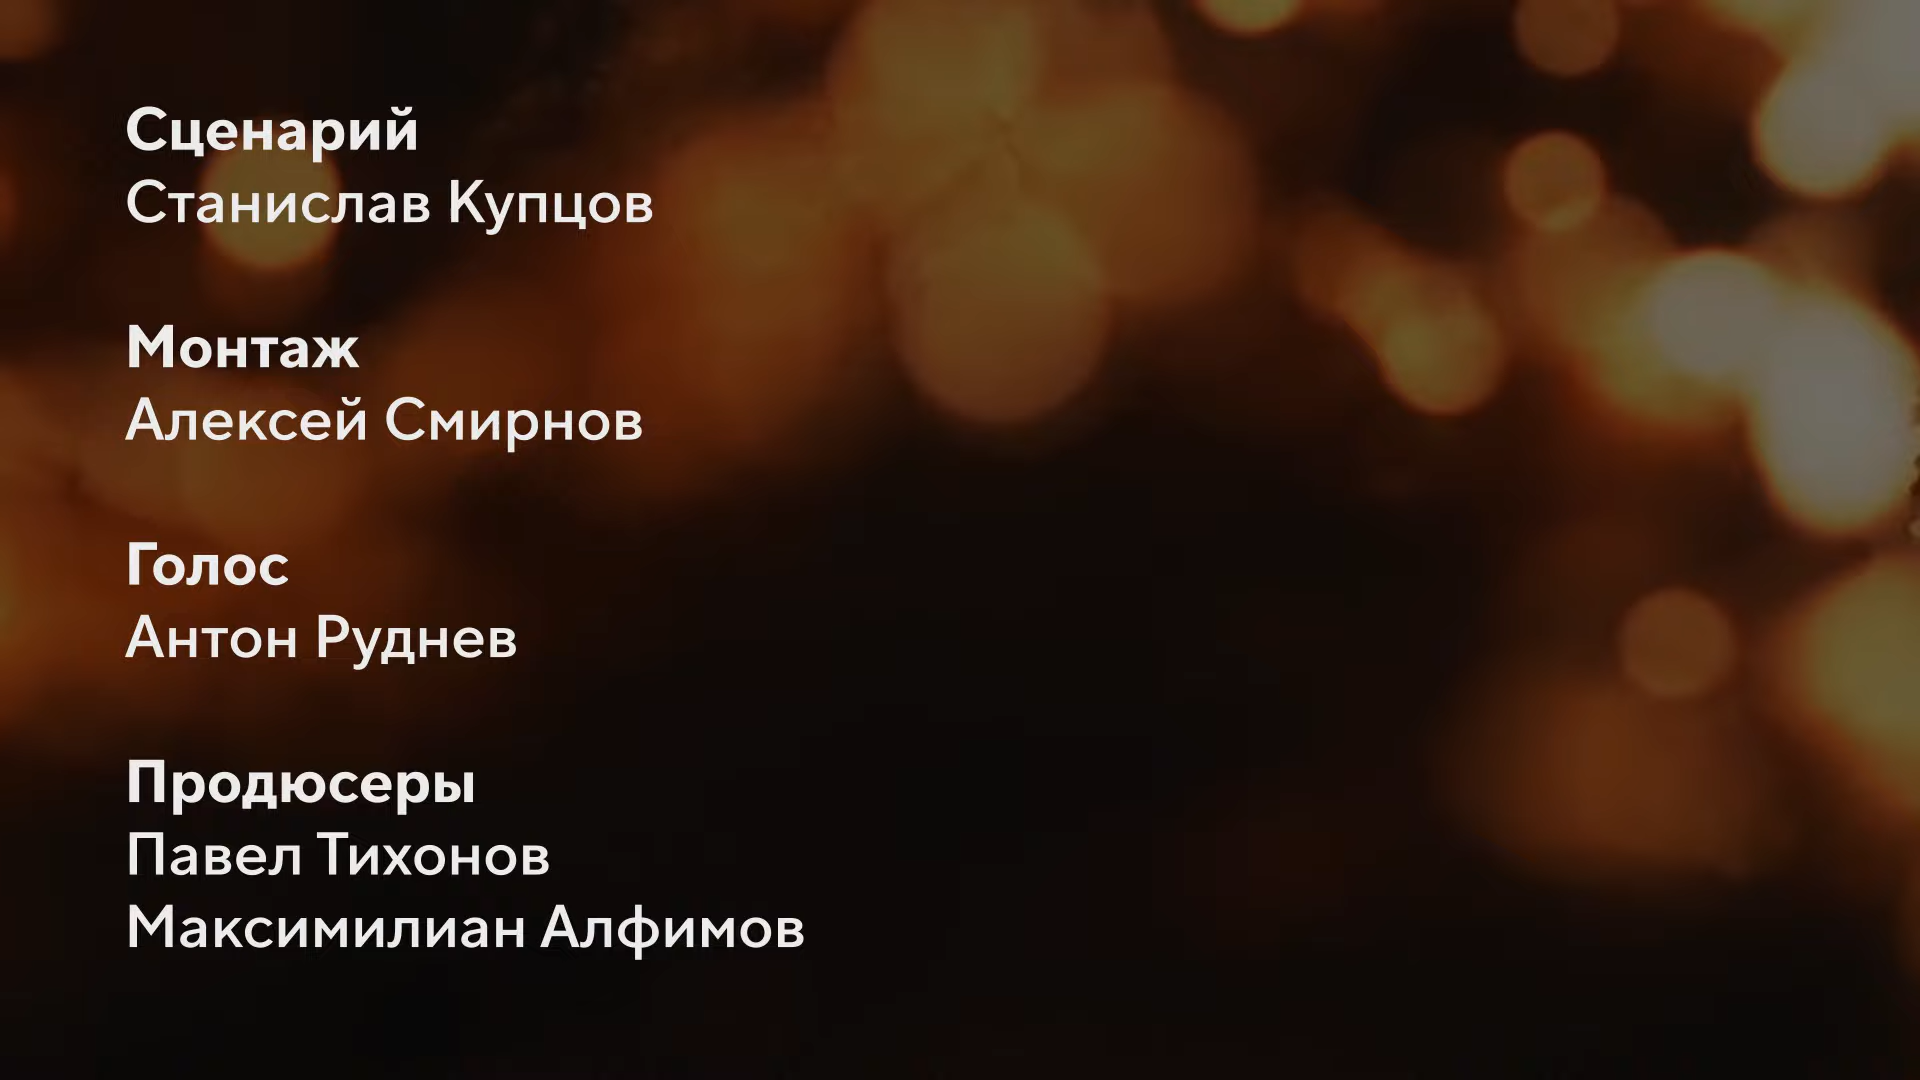 Сценарий
Станислав Купцов
Монтаж
Алексей Смирнов
Голос
Антон Руднев
Продюсеры
Павел Тихонов
Максимилиан Алфимов